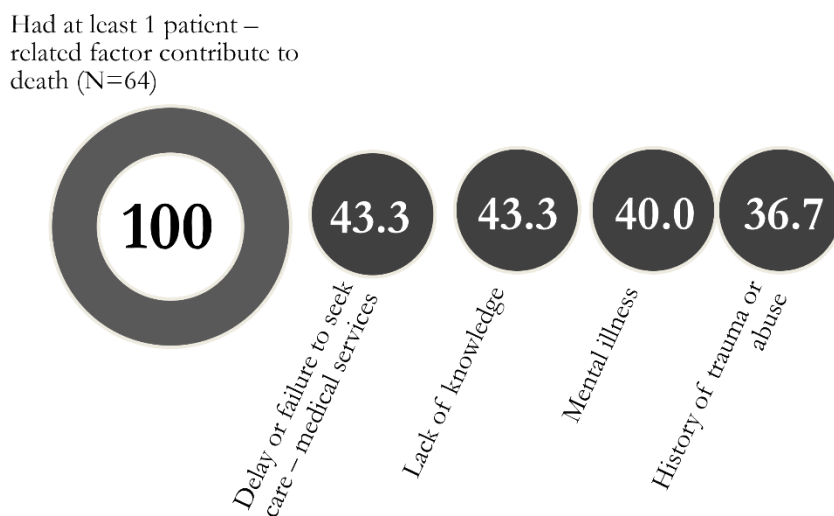 Had at least 1 patient –
related factor contribute to
death (N=64)
100
43.3
43.3
40.0
36.7
Delay or failure to seek
care – medical services
Lack of knowledge
Mental illness
History of trauma or
abuse